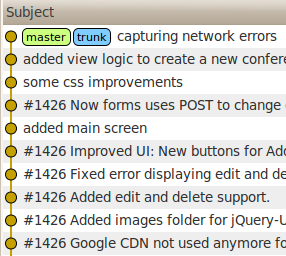 Subject
master trunk capturing network errors
added view logic to create a new confere
some css improvements
#1426 Now forms uses POST to change
added main screen
#1426 Improved UI: New buttons for Add
#1426 Fixed error displaying edit and de
#1426 Added edit and delete support.
#1426 Added images folder for jQuery-U
#1426 Google CDN not used anymore fo